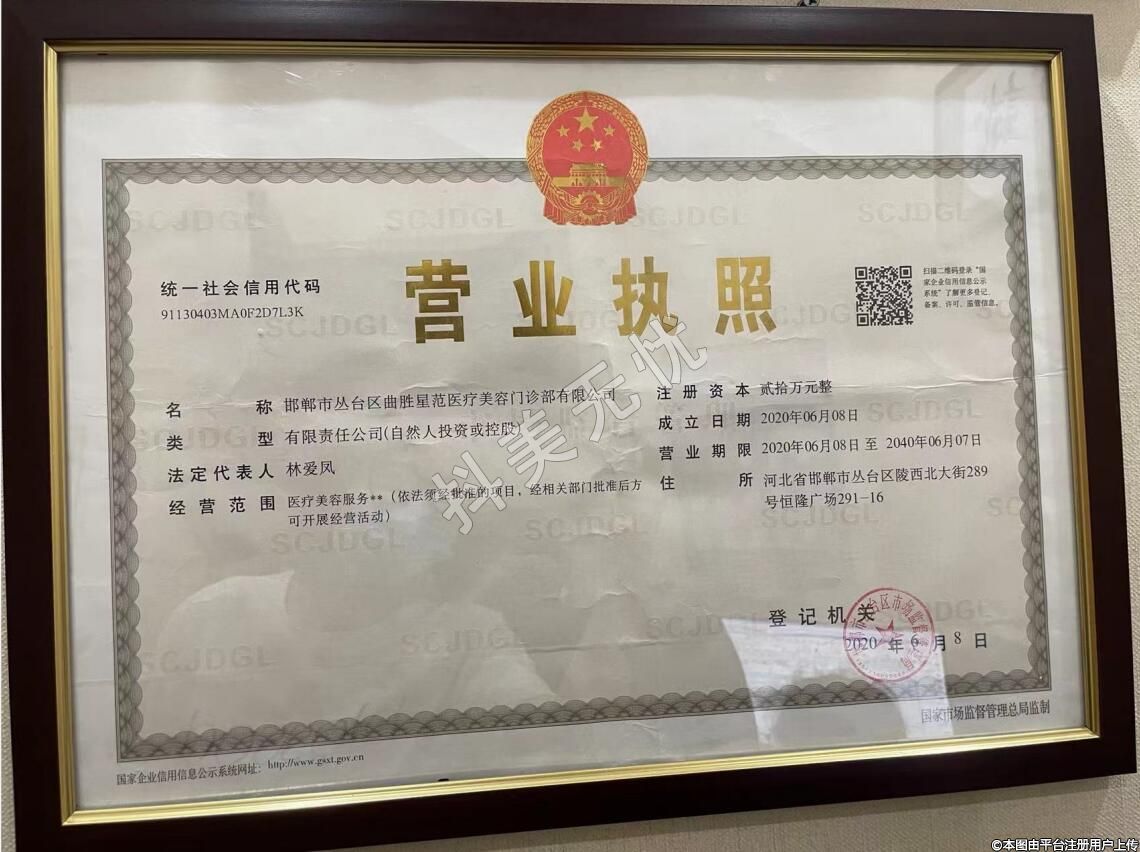 统一社会信用代码
91130403MA0F2D7L3K
营业执照
扫描二维码登录“国
家企业信用信息公示
系统”了解更多登记、
备案、许可、监管信息。
名称 邯郸市丛台区曲胜星范医疗美容门诊部有限公司
类型 有限责任公司(自然人投资或控股)
法定代表人 林爱凤
经营范围 医疗美容服务**（依法须经批准的项目，经相关部门批准后方
可开展经营活动）
注册资本 贰拾万元整
成立日期 2020年06月08日
营业期限 2020年06月08日 至 2040年06月07日
住所 河北省邯郸市丛台区陵西北大街289
号恒隆广场291-16
抖美无忧
登记机关
2020 年 6 月 8 日
国家企业信用信息公示系统网址： http://www.gsxt.gov.cn
国家市场监督管理总局监制
SCJDGL
©本图由平台注册用户上传